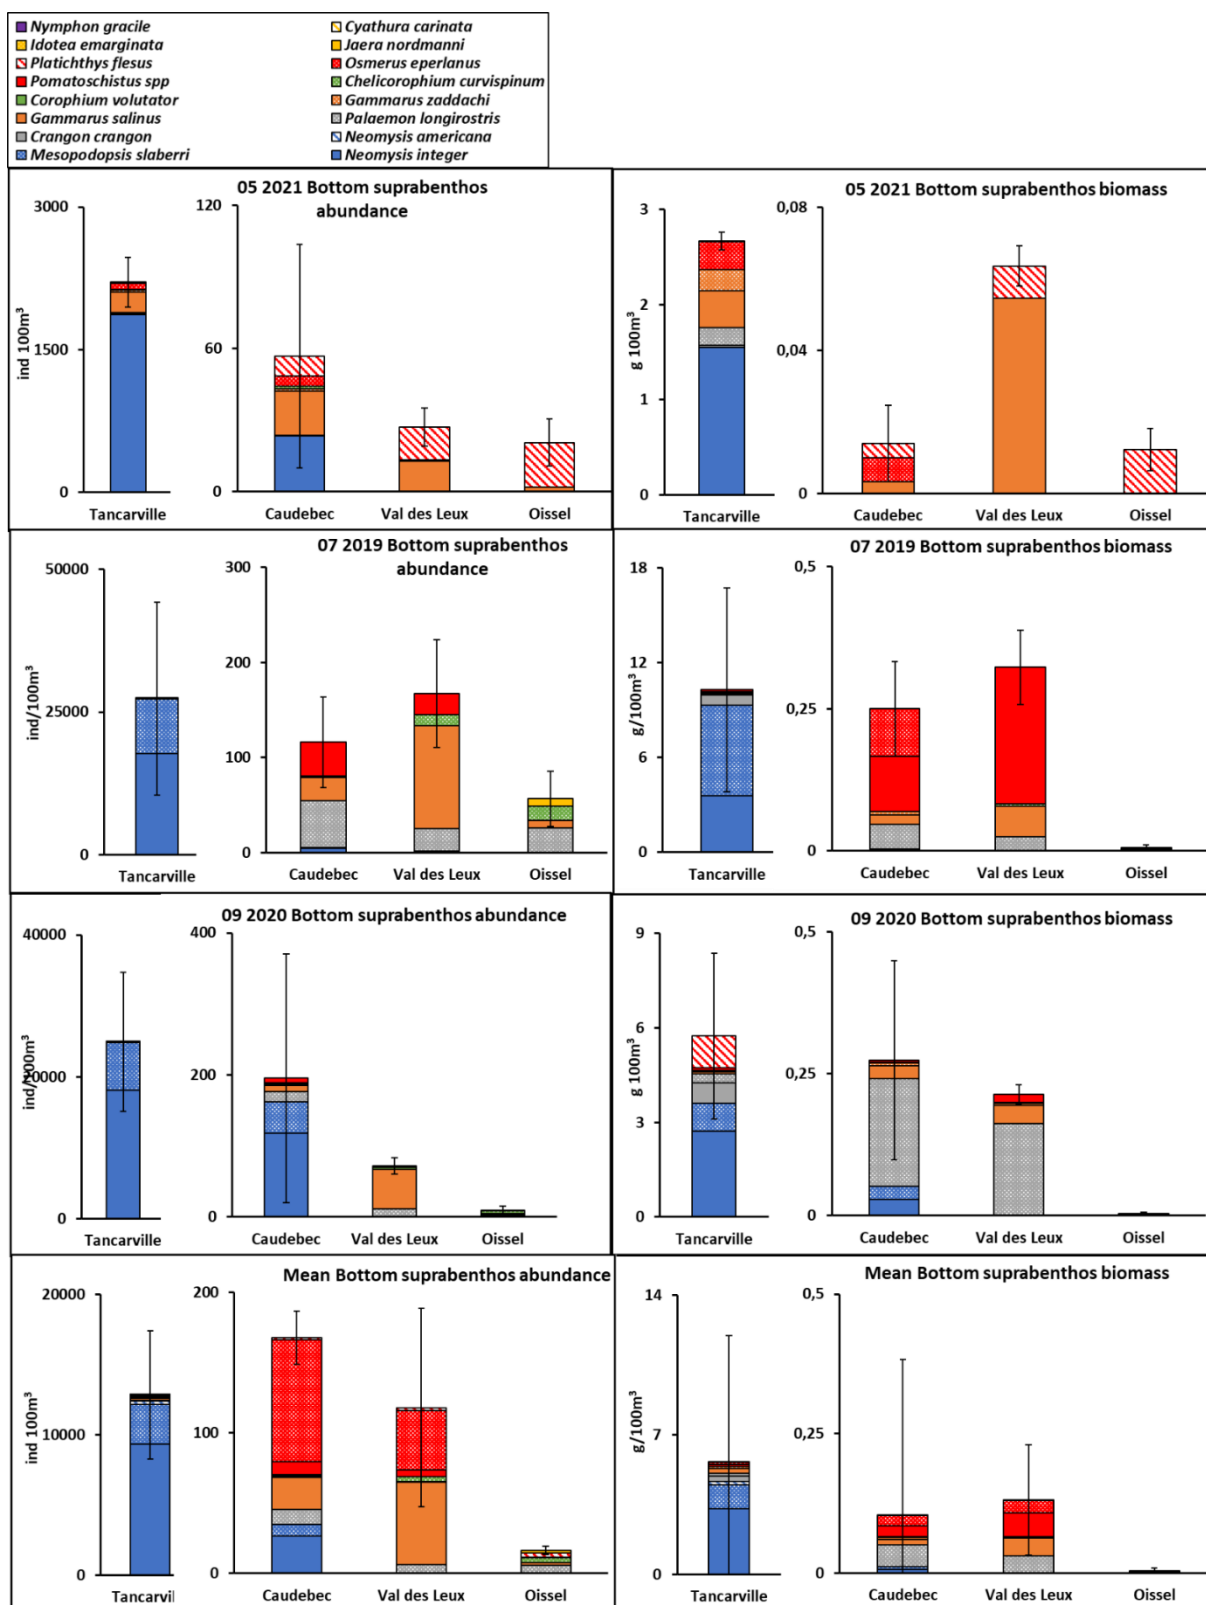 Nymphon gracile
Cyathura carinata
Idotea emarginata
Jaera nordmanni
Platichthys flesus
Osmerus eperlanus
Pomatoschistus spp
Chelicorophium curvispinum
Corophium volutator
Gammarus zaddachi
Gammarus salinus
Palaemon longirostris
Crangon crangon
Neomysis americana
Mesopodopsis slaberri
Neomysis integer
05 2021 Bottom suprabenthos
abundance
ind 100m³
3000
1500
0
Tancarville
120
60
0
Caudebec
Val des Leux
Oissel
05 2021 Bottom suprabenthos biomass
g 100m³
3
2
1
0
Tancarville
0,08
0,04
0
Caudebec
Val des Leux
Oissel
07 2019 Bottom suprabenthos
abundance
ind/100m³
50000
25000
0
Tancarville
300
200
100
0
Caudebec
Val des Leux
Oissel
07 2019 Bottom suprabenthos biomass
g/100m³
18
12
6
0
Tancarville
0,5
0,25
0
Caudebec
Val des Leux
Oissel
09 2020 Bottom suprabenthos abundance
40000
0
Tancarville
400
200
0
Caudebec
Val des Leux
Oissel
09 2020 Bottom suprabenthos biomass
g 100m³
9
6
3
0
Tancarville
0,5
0,25
0
Caudebec
Val des Leux
Oissel
Mean Bottom suprabenthos abundance
ind 100m³
20000
10000
0
Tancarvil
200
100
0
Caudebec
Val des Leux
Oissel
Mean Bottom suprabenthos biomass
g/100m³
14
7
0
Tancarville
0,5
0,25
0
Caudebec
Val des Leux
Oissel